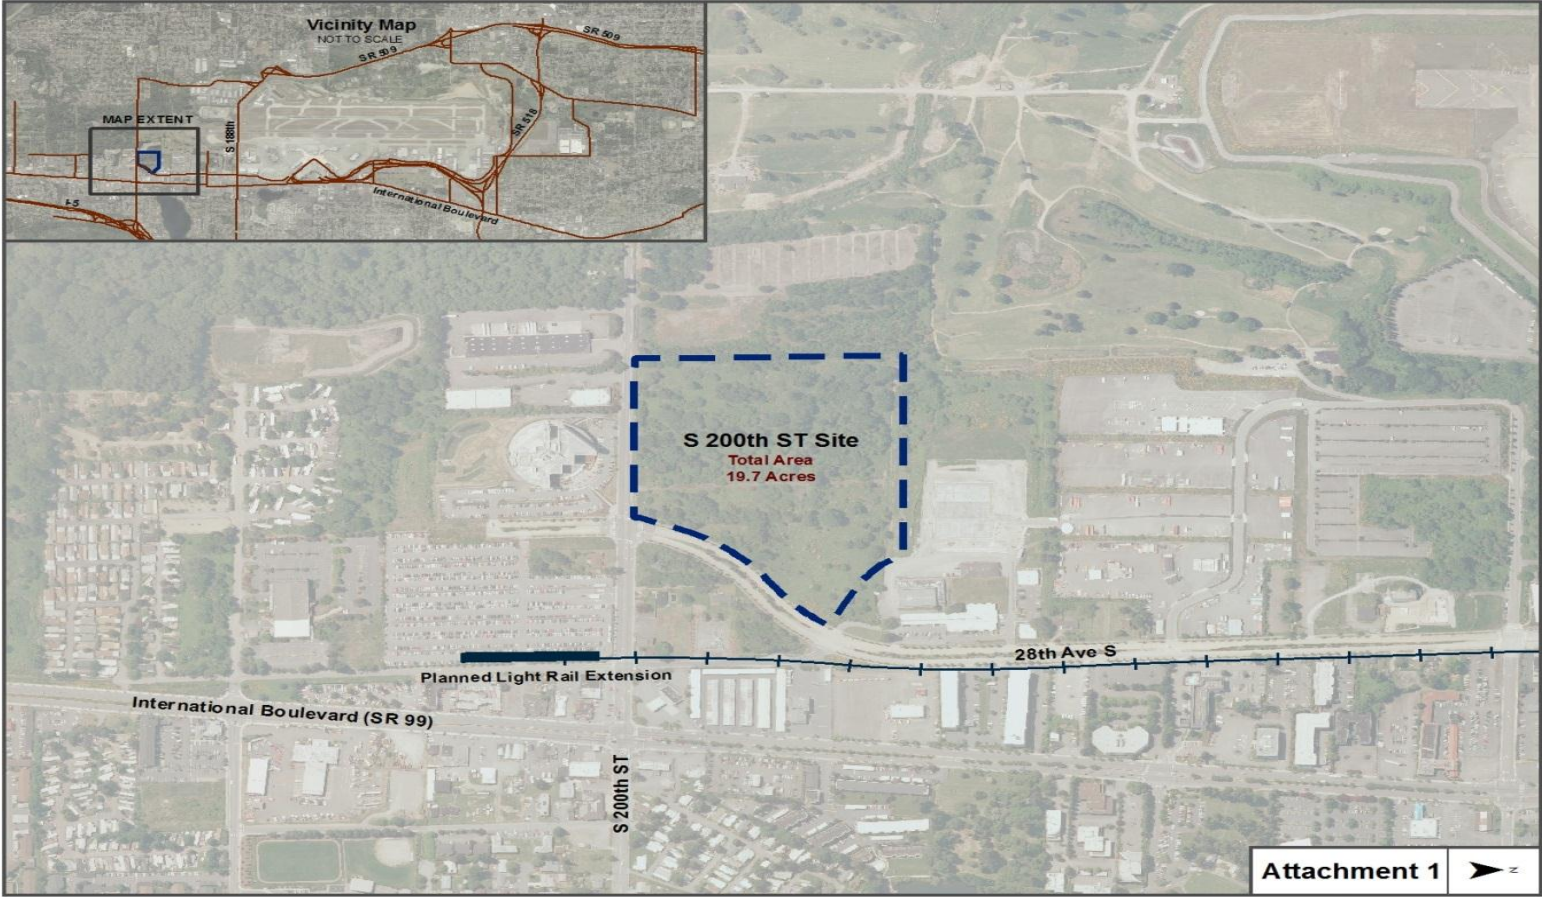 Vicinity Map
NOT TO SCALE
SR 509
SR 509
MAP EXTENT
S 188th
SR 518
International Boulevard
I-5
S 200th ST Site
Total Area
19.7 Acres
28th Ave S
Planned Light Rail Extension
International Boulevard (SR 99)
S 200th ST
Attachment 1
N